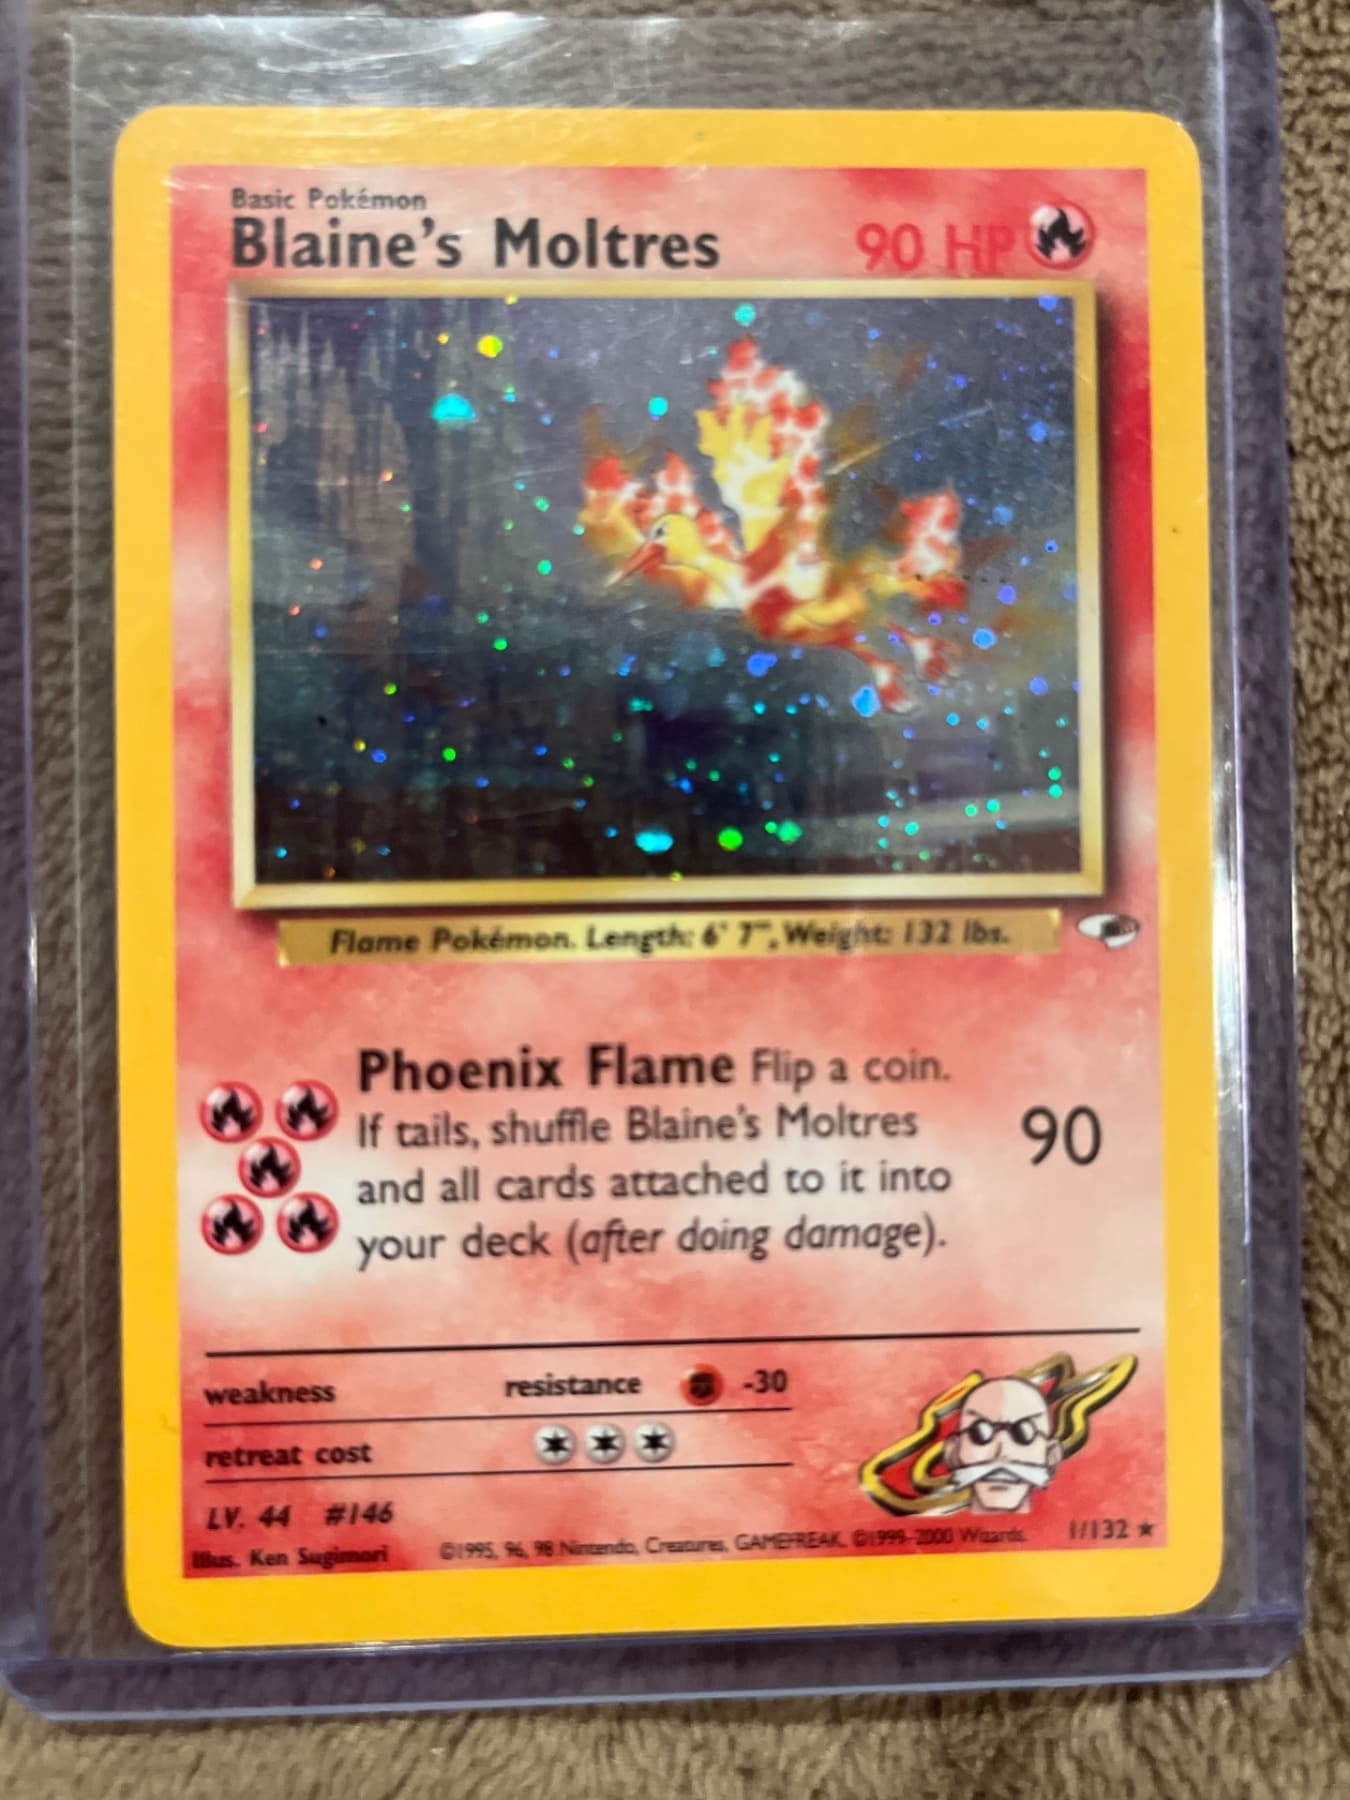 Basic Pokémon
Blaine's Moltres
90 HP
Flame Pokémon. Length: 6' 7", Weight: 132 lbs.
Phoenix Flame Flip a coin.
If tails, shuffle Blaine's Moltres
and all cards attached to it into
your deck (after doing damage).
90
weakness
resistance -30
retreat cost
LV. 44 #146
Illus. Ken Sugimori
©1995, 96, 98 Nintendo, Creatures, GAMEFREAK. ©1999-2000 Wizards.
1/132 ★